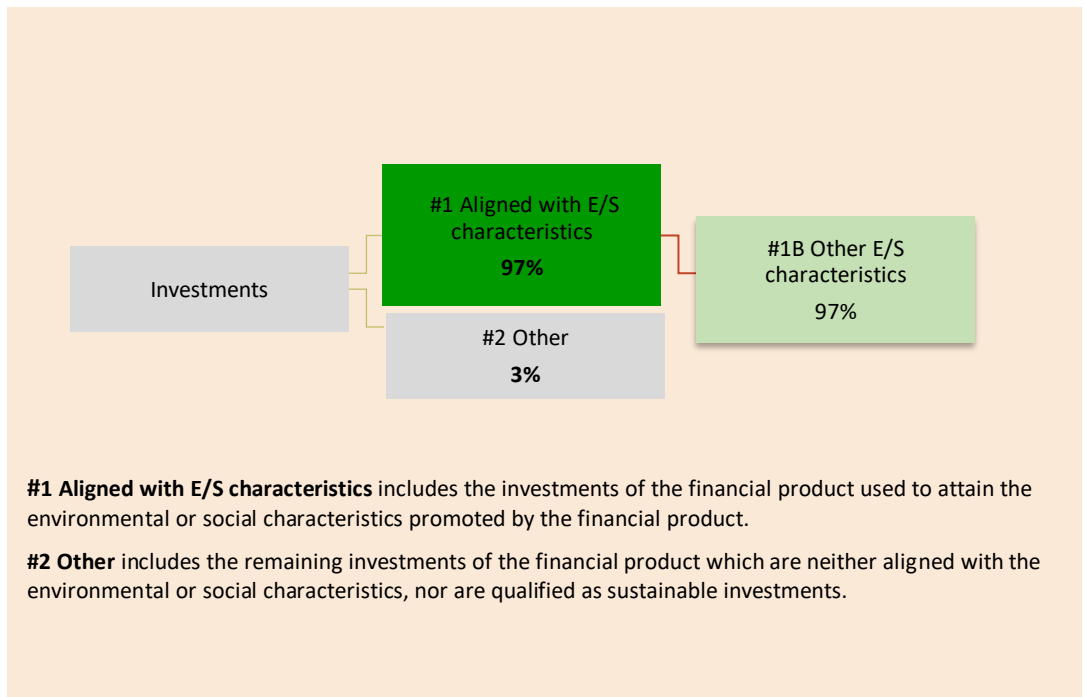 #1 Aligned with E/S
characteristics
97%
#1B Other E/S
characteristics
97%
Investments
#2 Other
3%
#1 Aligned with E/S characteristics includes the investments of the financial product used to attain the
environmental or social characteristics promoted by the financial product.
#2 Other includes the remaining investments of the financial product which are neither aligned with the
environmental or social characteristics, nor are qualified as sustainable investments.